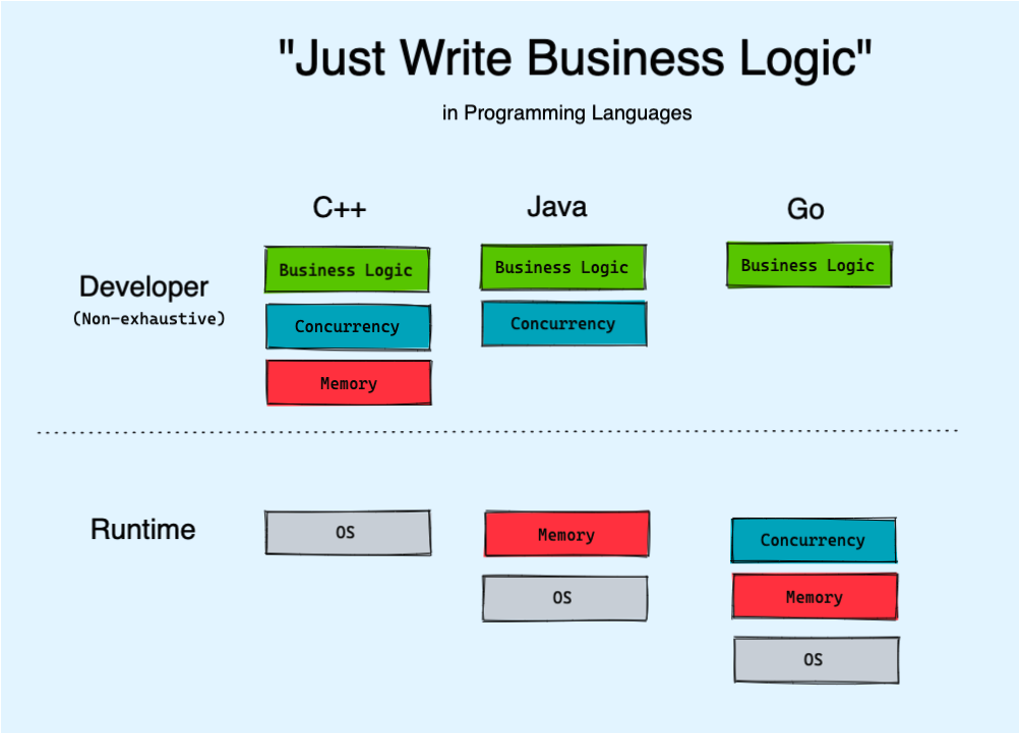 "Just Write Business Logic"
in Programming Languages
C++
Java
Go
Developer
(Non-exhaustive)
Business Logic
Business Logic
Business Logic
Concurrency
Concurrency
Memory
Runtime
OS
Memory
Concurrency
OS
Memory
OS